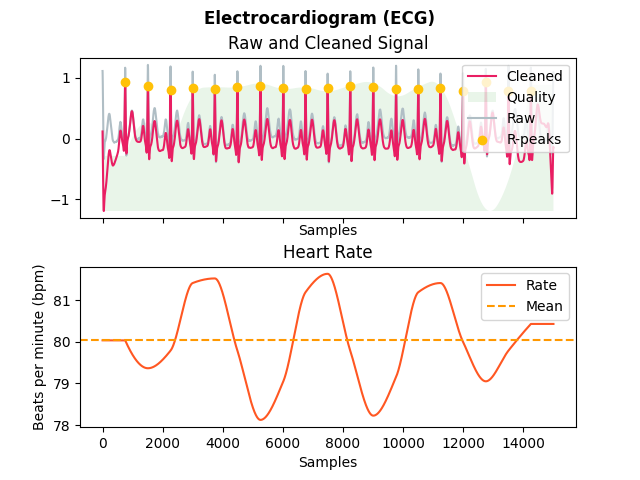 Electrocardiogram (ECG)
Raw and Cleaned Signal
1
0
−1
Cleaned
Quality
Raw
R-peaks
Samples
Heart Rate
Beats per minute (bpm)
81
80
79
78
Rate
Mean
0 2000 4000 6000 8000 10000 12000 14000
Samples